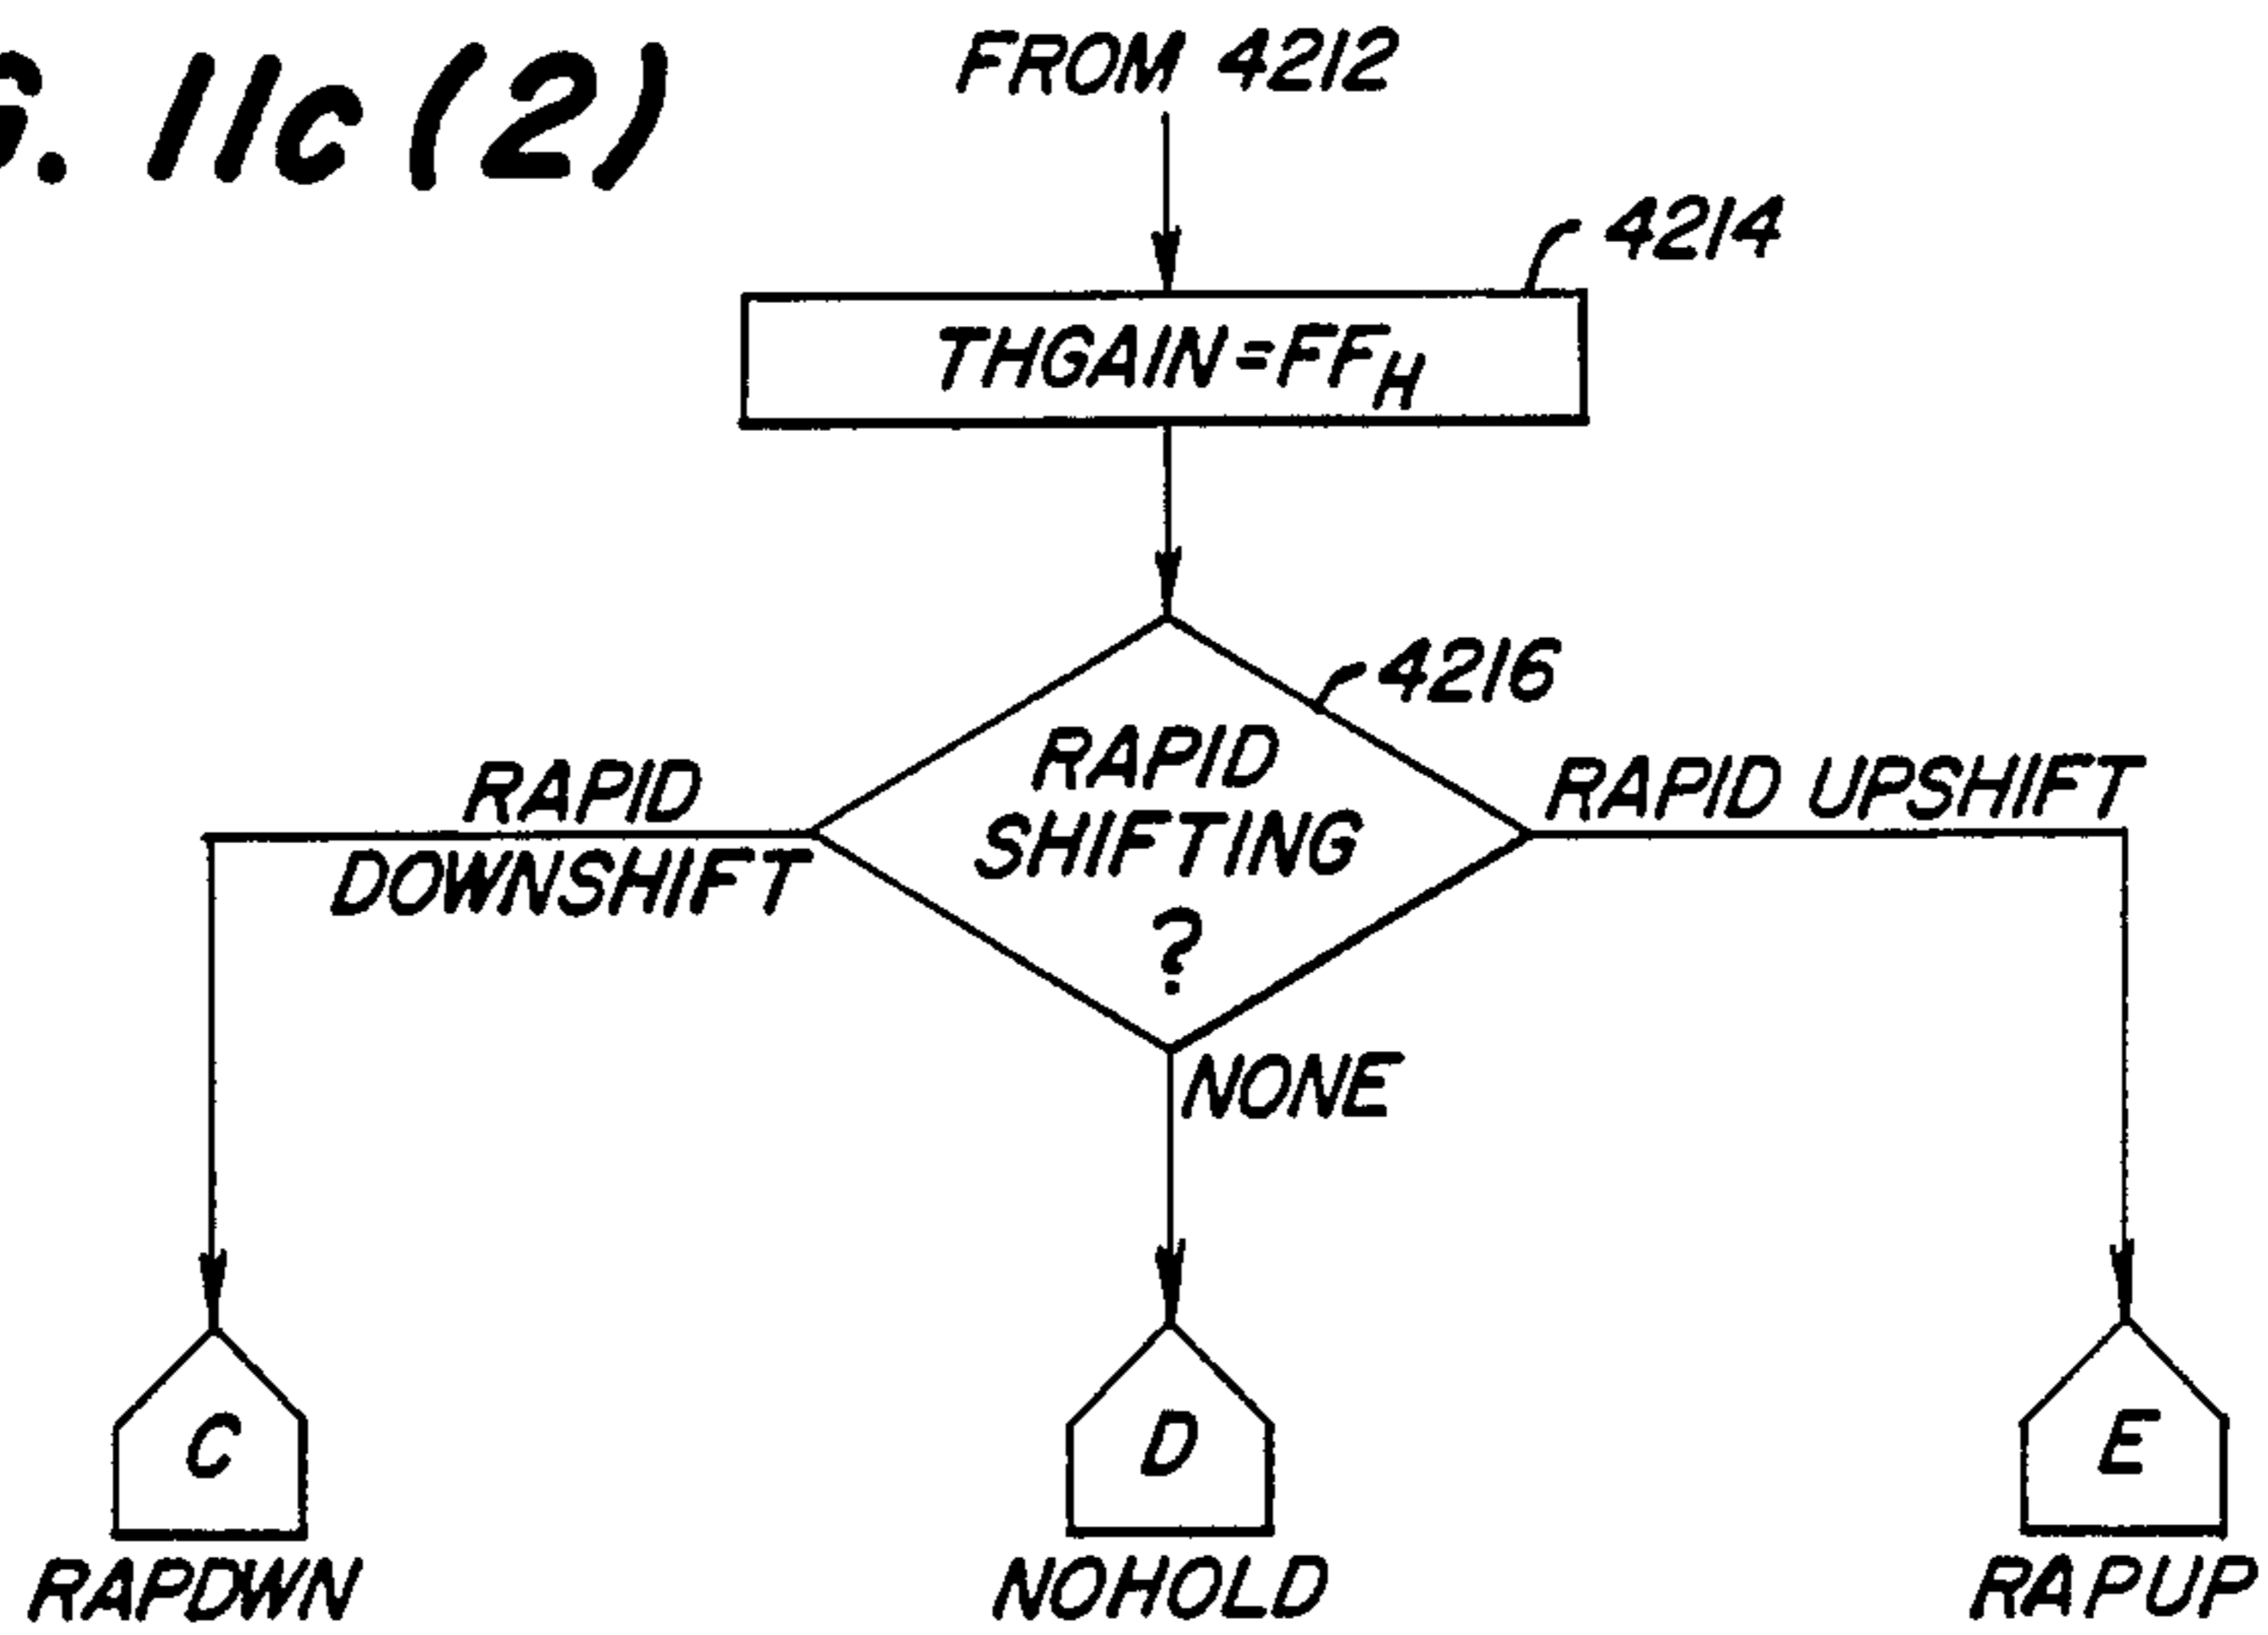 G. 11c (2)
FROM 4212
4214
THGAIN=FFH
4216
RAPID
SHIFTING
?
RAPID
DOWNSHIFT
RAPID UPSHIFT
NONE
C
D
E
RAPDWN
NOHOLD
RAPUP